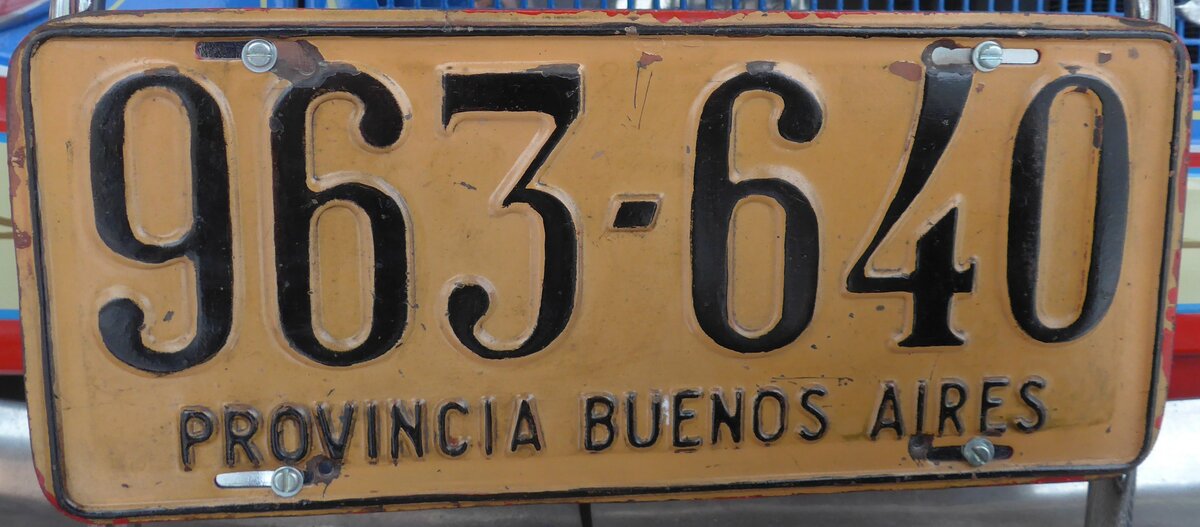 963-640
PROVINCIA BUENOS AIRES